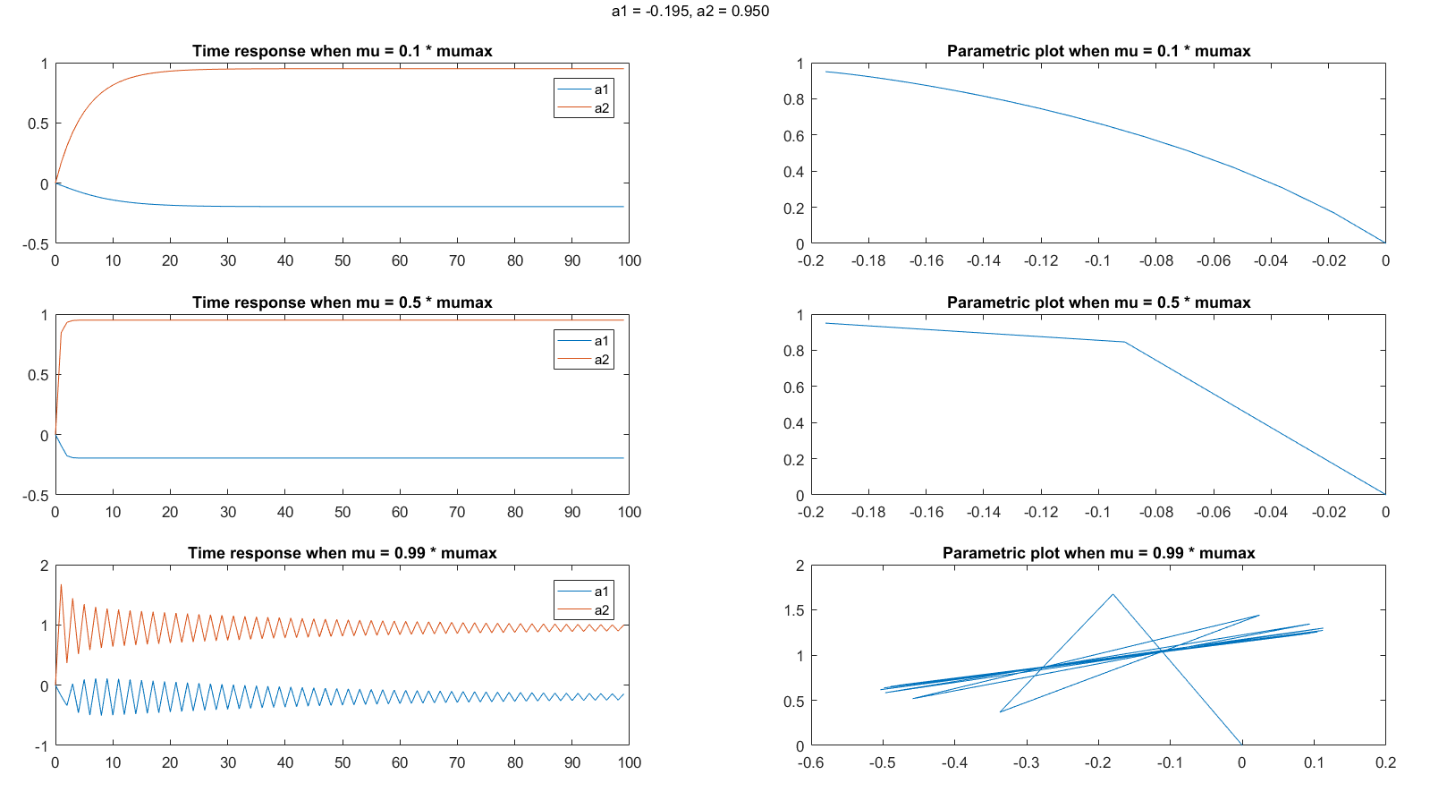 a1 = -0.195, a2 = 0.950
Time response when mu = 0.1 * mumax
1
0.5
0
-0.5
0 10 20 30 40 50 60 70 80 90 100
a1
a2
Parametric plot when mu = 0.1 * mumax
1
0.8
0.6
0.4
0.2
0
-0.2 -0.18 -0.16 -0.14 -0.12 -0.1 -0.08 -0.06 -0.04 -0.02 0
Time response when mu = 0.5 * mumax
1
0.5
0
-0.5
0 10 20 30 40 50 60 70 80 90 100
a1
a2
Parametric plot when mu = 0.5 * mumax
1
0.8
0.6
0.4
0.2
0
-0.2 -0.18 -0.16 -0.14 -0.12 -0.1 -0.08 -0.06 -0.04 -0.02 0
Time response when mu = 0.99 * mumax
2
1
0
-1
0 10 20 30 40 50 60 70 80 90 100
a1
a2
Parametric plot when mu = 0.99 * mumax
2
1.5
1
0.5
0
-0.6 -0.5 -0.4 -0.3 -0.2 -0.1 0 0.1 0.2